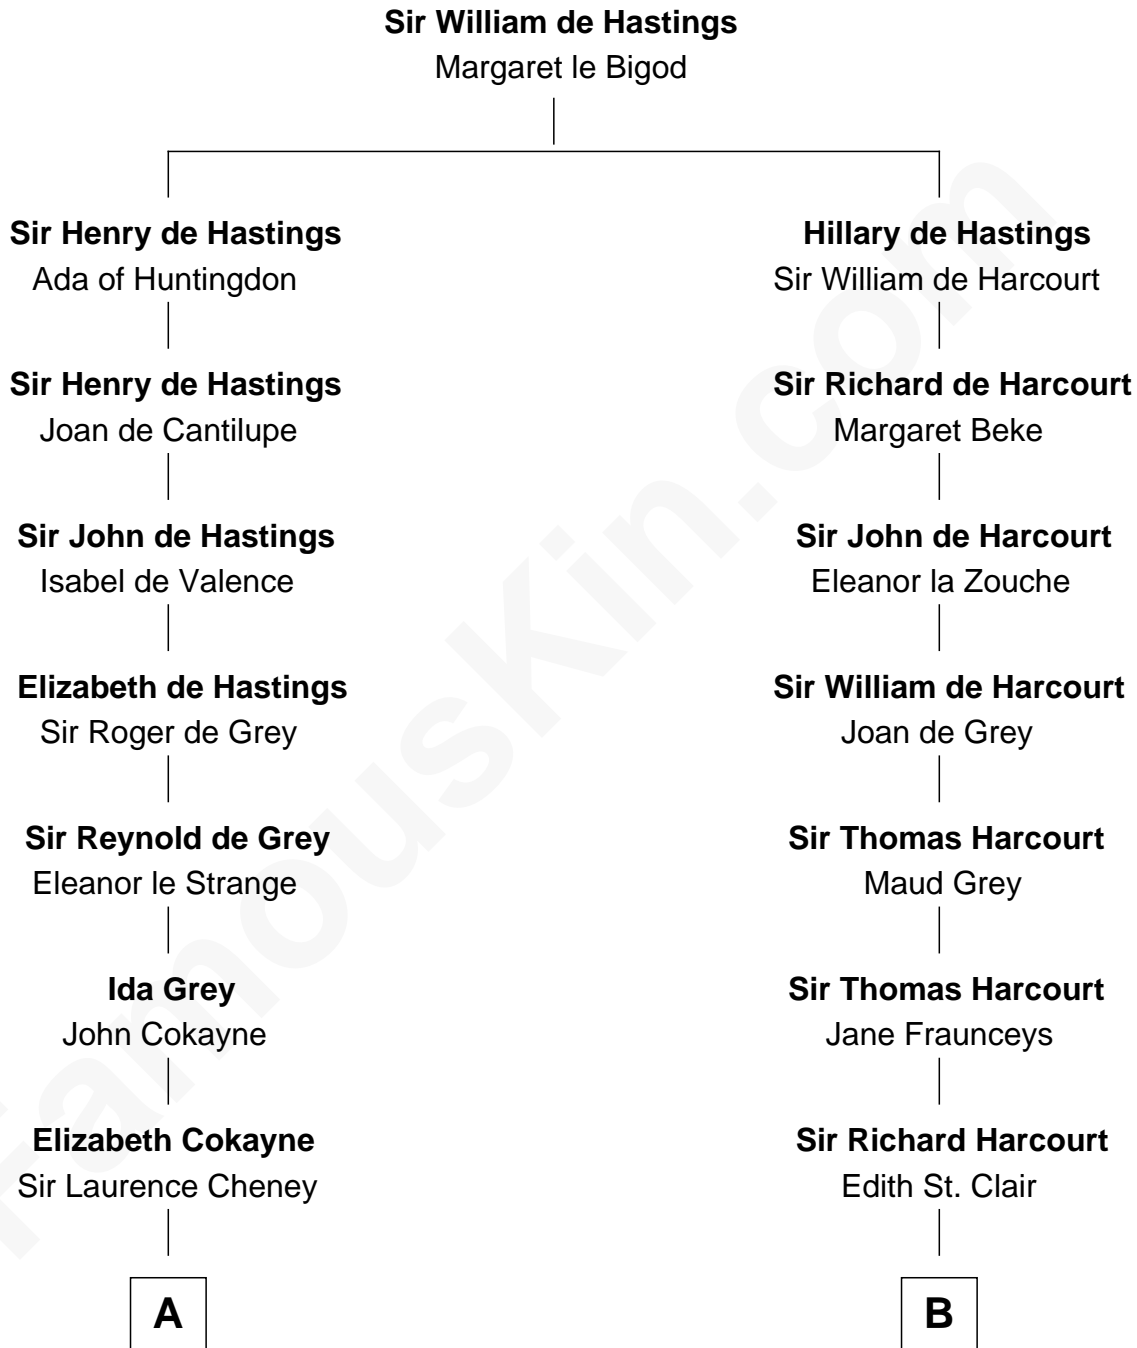 Sir William de Hastings
Margaret le Bigod
Sir Henry de Hastings
Ada of Huntingdon
Sir Henry de Hastings
Joan de Cantilupe
Sir John de Hastings
Isabel de Valence
Elizabeth de Hastings
Sir Roger de Grey
Sir Reynold de Grey
Eleanor le Strange
Ida Grey
John Cokayne
Elizabeth Cokayne
Sir Laurence Cheney
A
Hillary de Hastings
Sir William de Harcourt
Sir Richard de Harcourt
Margaret Beke
Sir John de Harcourt
Eleanor la Zouche
Sir William de Harcourt
Joan de Grey
Sir Thomas Harcourt
Maud Grey
Sir Thomas Harcourt
Jane Fraunceys
Sir Richard Harcourt
Edith St. Clair
B
FamousKin.com